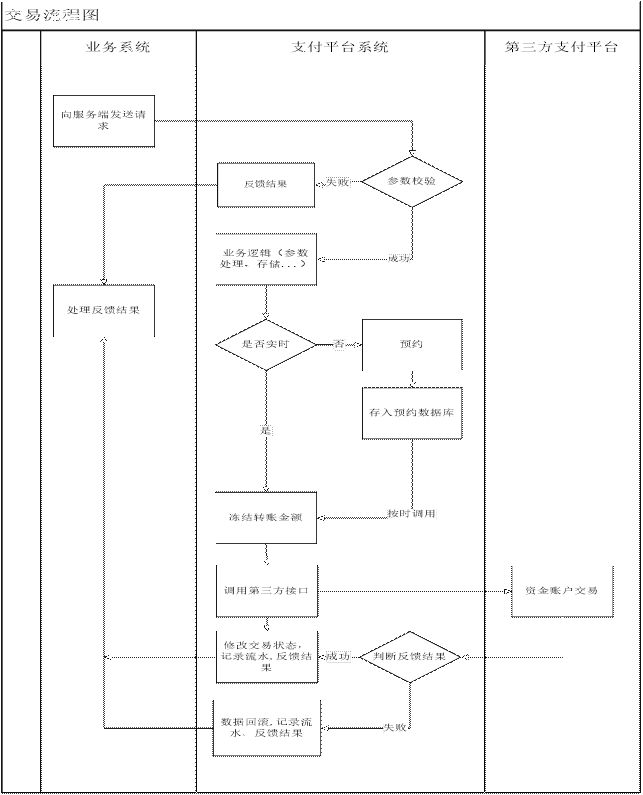 交易流程图
业务系统
支付平台系统
第三方支付平台
向服务端发送请
求
参数校验
失败
反馈结果
成功
业务逻辑（参数
处理，存储...）
处理反馈结果
是否实时
否
预约
存入预约数据库
是
按时调用
冻结转账金额
调用第三方接口
资金账户交易
修改交易状态，
记录流水,反馈结
果
成功
判断反馈结果
数据回滚,记录流
水，反馈结果
失败